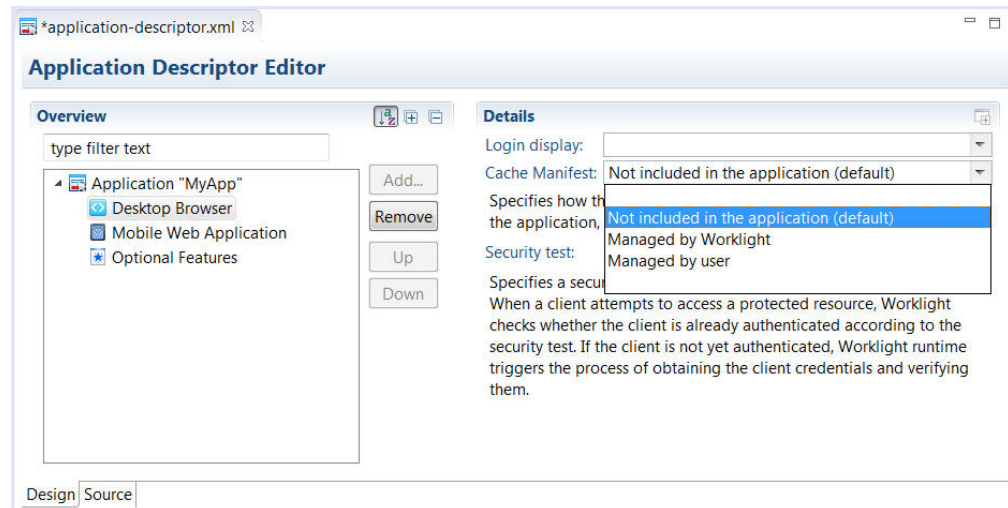 *application-descriptor.xml
Application Descriptor Editor
Overview
type filter text
Application "MyApp"
Desktop Browser
Mobile Web Application
Optional Features
Add...
Remove
Up
Down
Details
Login display:
Cache Manifest: Not included in the application (default)
Specifies how th
the application,
Not included in the application (default)
Managed by Worklight
Managed by user
Security test:
Specifies a secu
When a client attempts to access a protected resource, Worklight
checks whether the client is already authenticated according to the
security test. If the client is not yet authenticated, Worklight runtime
triggers the process of obtaining the client credentials and verifying
them.
Design Source